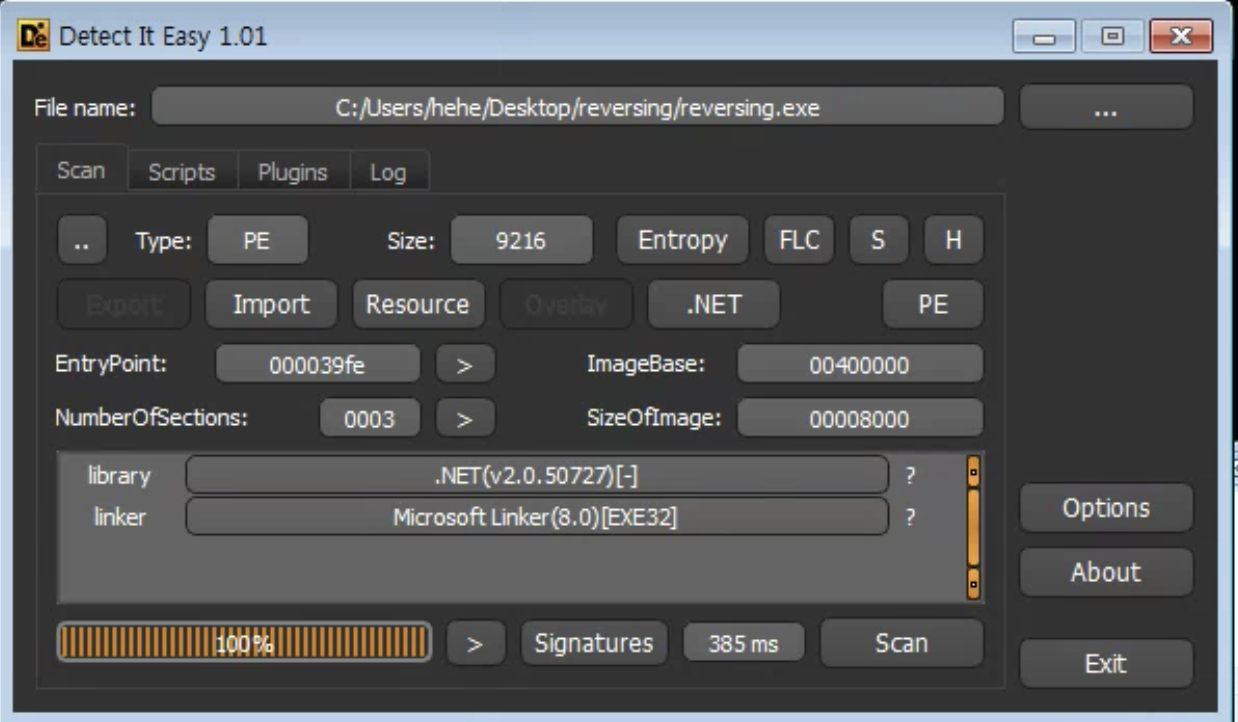 Detect It Easy 1.01
File name: C:/Users/hehe/Desktop/reversing/reversing.exe ...
Scan Scripts Plugins Log
.. Type: PE Size: 9216 Entropy FLC S H
Export Import Resource Overlay .NET PE
EntryPoint: 000039fe > ImageBase: 00400000
NumberOfSections: 0003 > SizeOfImage: 00008000
library .NET(v2.0.50727)[-] ?
linker Microsoft Linker(8.0)[EXE32] ?
Options
About
100% > Signatures 385 ms Scan
Exit